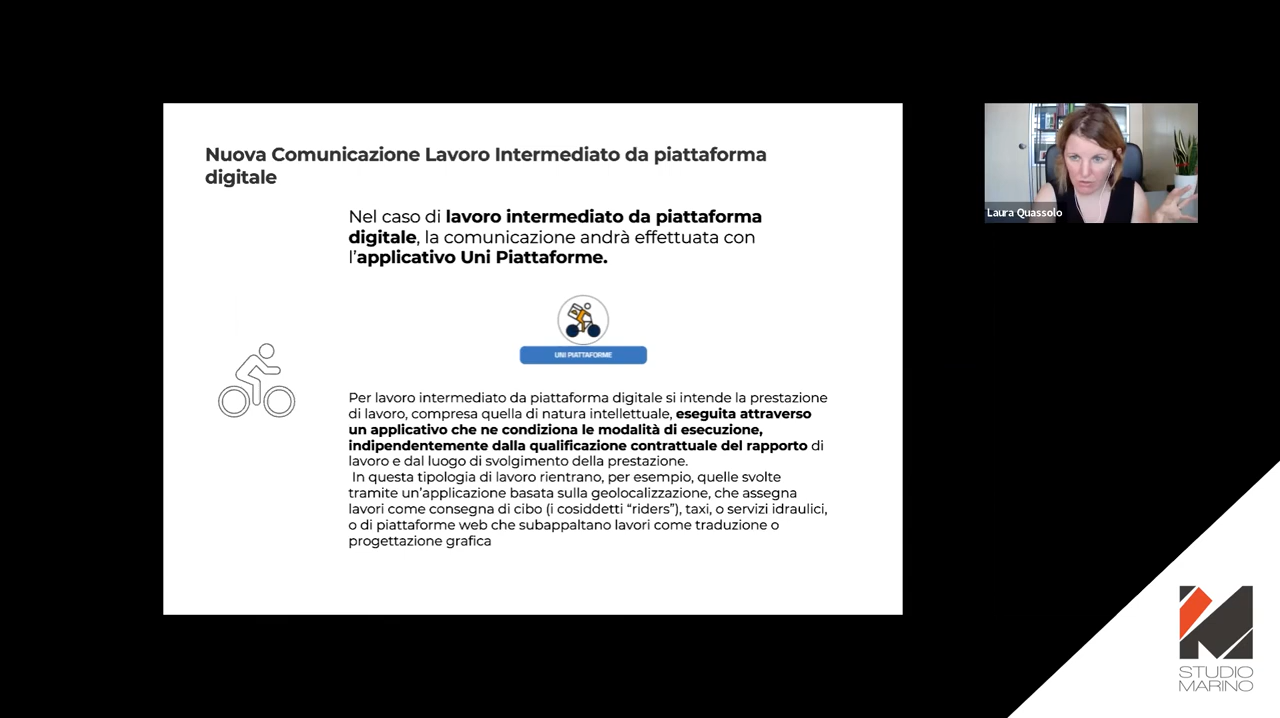 Nuova Comunicazione Lavoro Intermediato da piattaforma
digitale
Nel caso di lavoro intermediato da piattaforma
digitale, la comunicazione andrà effettuata con
l’applicativo Uni Piattaforme.
UNI PIATTAFORME
Per lavoro intermediato da piattaforma digitale si intende la prestazione
di lavoro, compresa quella di natura intellettuale, eseguita attraverso
un applicativo che ne condiziona le modalità di esecuzione,
indipendentemente dalla qualificazione contrattuale del rapporto di
lavoro e dal luogo di svolgimento della prestazione.
In questa tipologia di lavoro rientrano, per esempio, quelle svolte
tramite un’applicazione basata sulla geolocalizzazione, che assegna
lavori come consegna di cibo (i cosiddetti “riders”), taxi, o servizi idraulici,
o di piattaforme web che subappaltano lavori come traduzione o
progettazione grafica
Laura Quassolo
STUDIO
MARINO